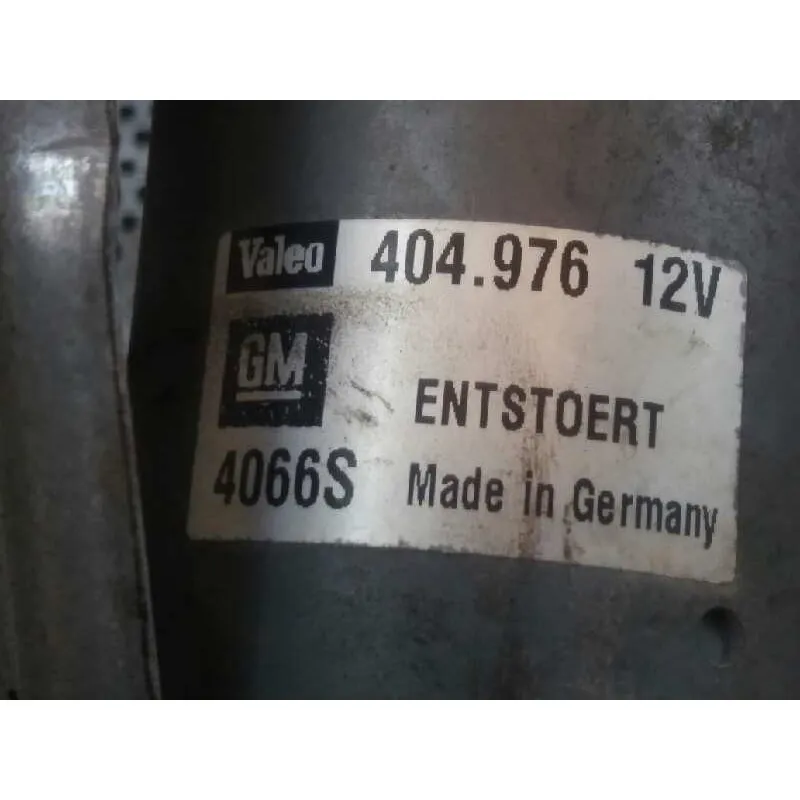 Valeo 404.976 12V
GM
ENTSTOERT
4066S Made in Germany